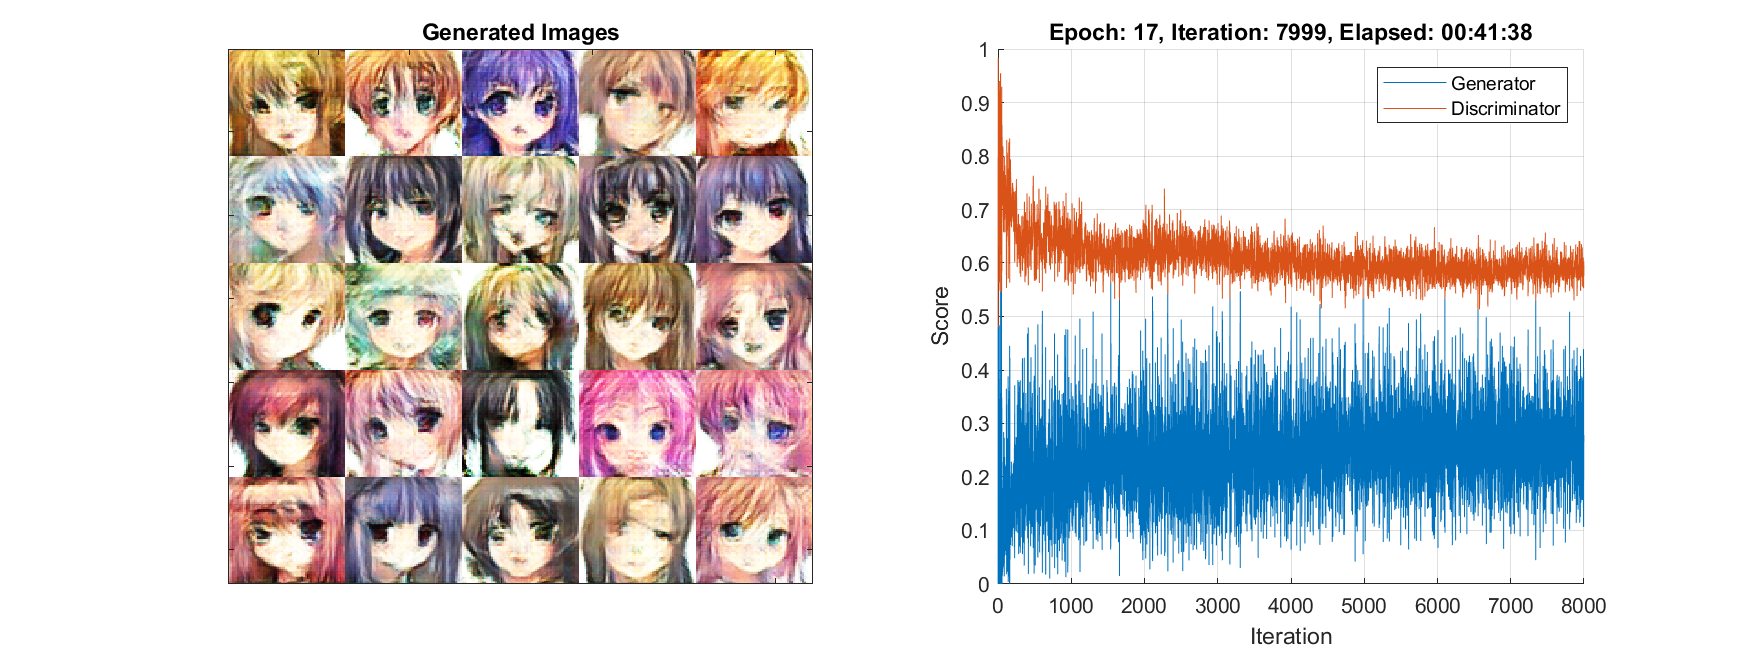 Generated Images
Epoch: 17, Iteration: 7999, Elapsed: 00:41:38
Generator
Discriminator
1
0.9
0.8
0.7
0.6
0.5
0.4
0.3
0.2
0.1
0
Score
0 1000 2000 3000 4000 5000 6000 7000 8000
Iteration